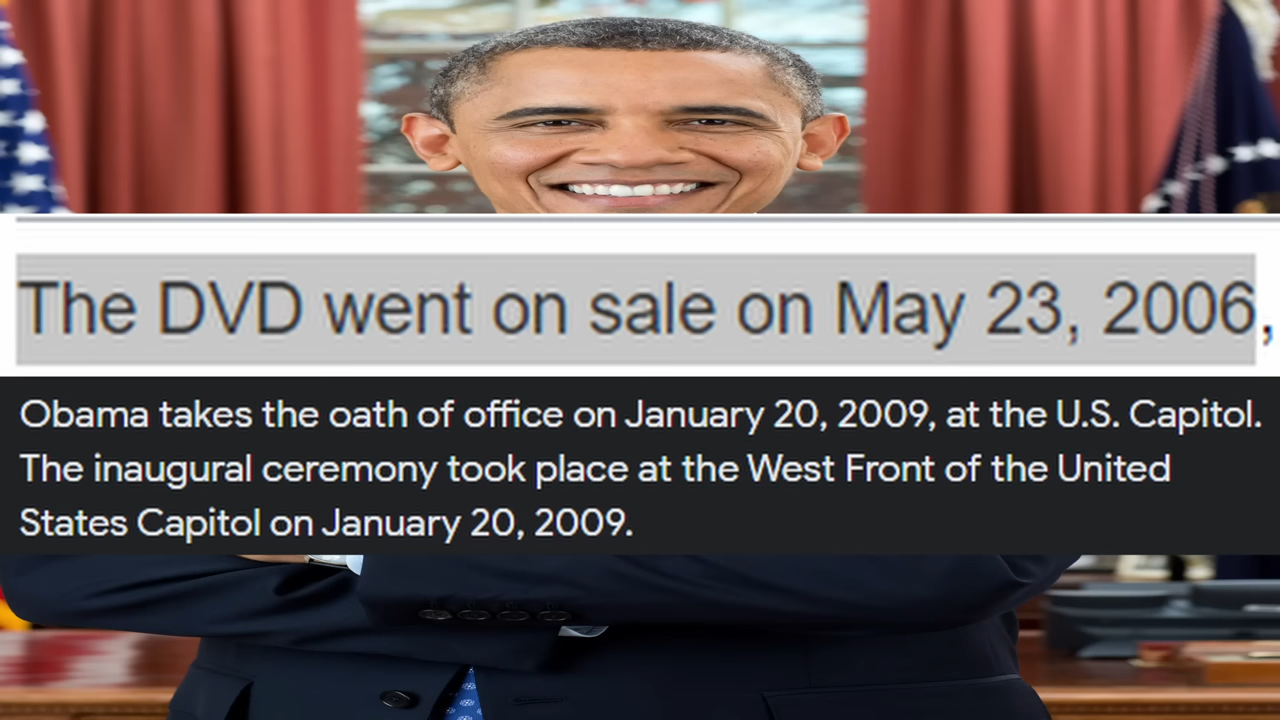 The DVD went on sale on May 23, 2006,
Obama takes the oath of office on January 20, 2009, at the U.S. Capitol.
The inaugural ceremony took place at the West Front of the United
States Capitol on January 20, 2009.